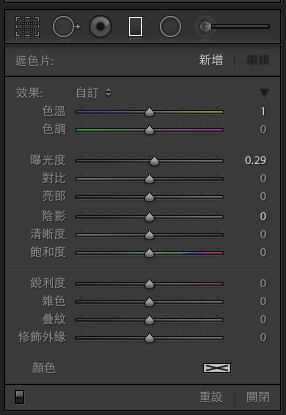 遮色片: 新增 編輯
效果: 自訂
色溫 1
色調 0
曝光度 0.29
對比 0
亮部 0
陰影 0
清晰度 0
飽和度 0
銳利度 0
雜色 0
疊紋 0
修飾外緣 0
顏色
重設 關閉